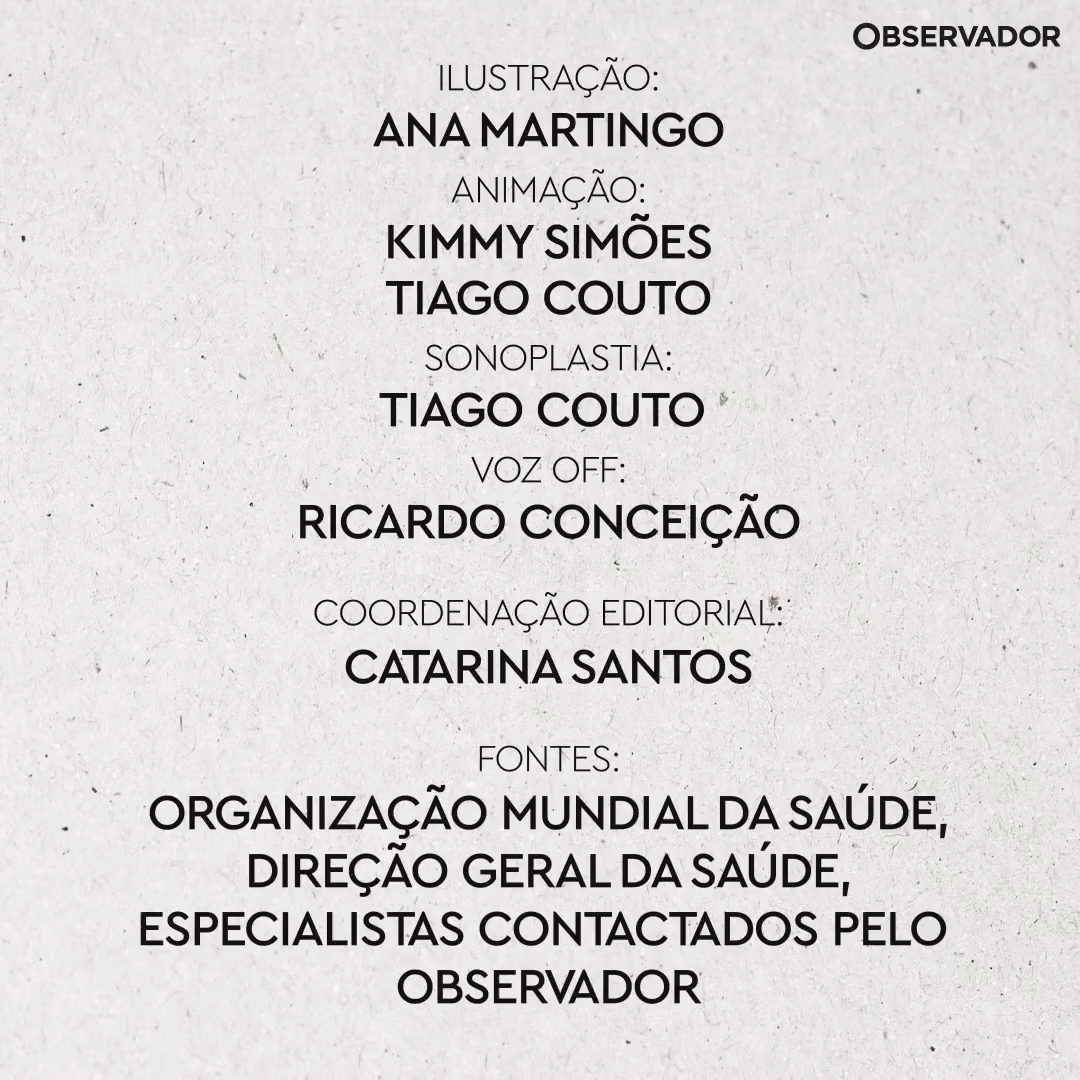 OBSERVADOR
ILUSTRAÇÃO:
ANA MARTINGO
ANIMAÇÃO:
KIMMY SIMÕES
TIAGO COUTO
SONOPLASTIA:
TIAGO COUTO
VOZ OFF:
RICARDO CONCEIÇÃO
COORDENAÇÃO EDITORIAL:
CATARINA SANTOS
FONTES:
ORGANIZAÇÃO MUNDIAL DA SAÚDE,
DIREÇÃO GERAL DA SAÚDE,
ESPECIALISTAS CONTACTADOS PELO
OBSERVADOR